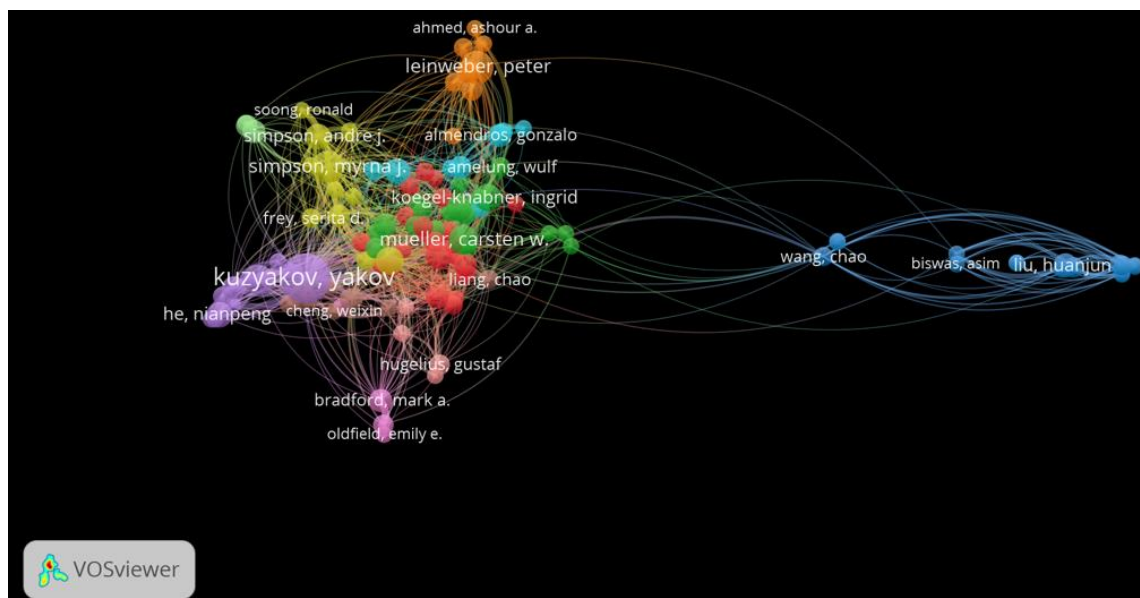 ahmed, ashour a.
leinweber, peter
soong, ronald
simpson, andre j.
almendros, gonzalo
simpson, myrna j.
amelung, wulf
koegel-knabner, ingrid
frey, serita d.
mueller, carsten w.
wang, chao
biswas, asim
liu, huanjun
kuzyakov, yakov
liang, chao
he, nianpeng
cheng, weixin
hugelius, gustaf
bradford, mark a.
oldfield, emily e.
VOSviewer